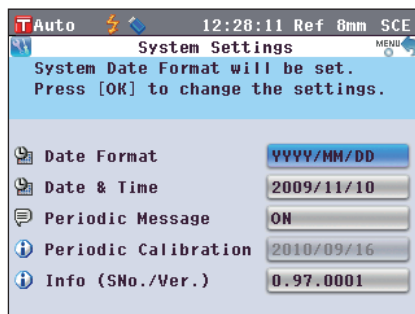 T Auto 12:28:11 Ref 8mm SCE
System Settings MENU
System Date Format will be set.
Press [OK] to change the settings.
Date Format YYYY/MM/DD
Date & Time 2009/11/10
Periodic Message ON
Periodic Calibration 2010/09/16
Info (SNo./Ver.) 0.97.0001